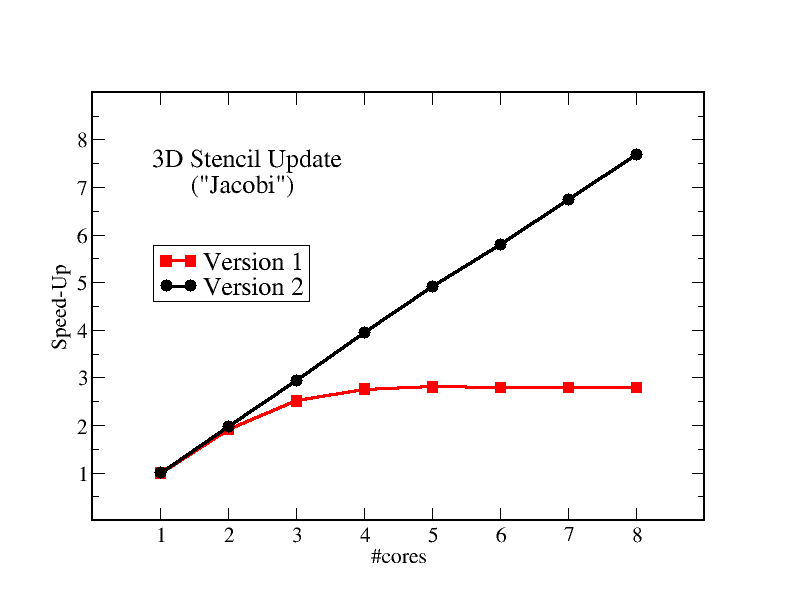 3D Stencil Update
("Jacobi")
Version 1
Version 2
Speed-Up
8
7
6
5
4
3
2
1
1 2 3 4 5 6 7 8
#cores